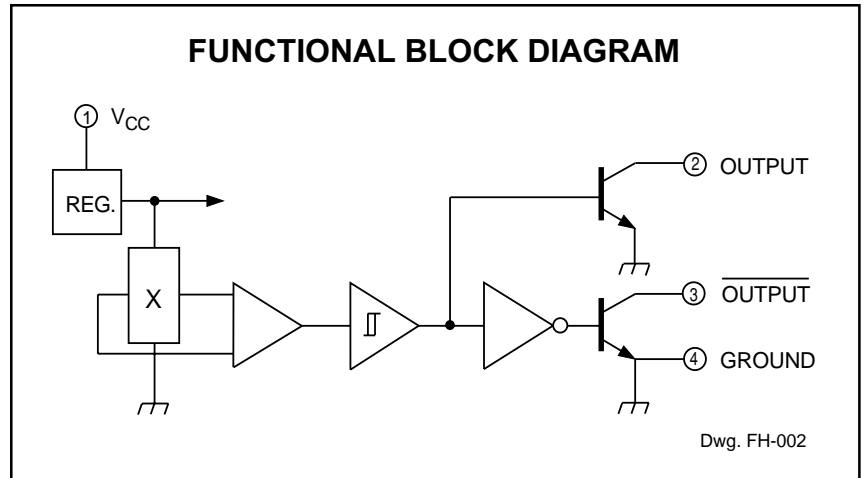 FUNCTIONAL BLOCK DIAGRAM
1 VCC
REG.
X
2 OUTPUT
3 OUTPUT
4 GROUND
Dwg. FH-002